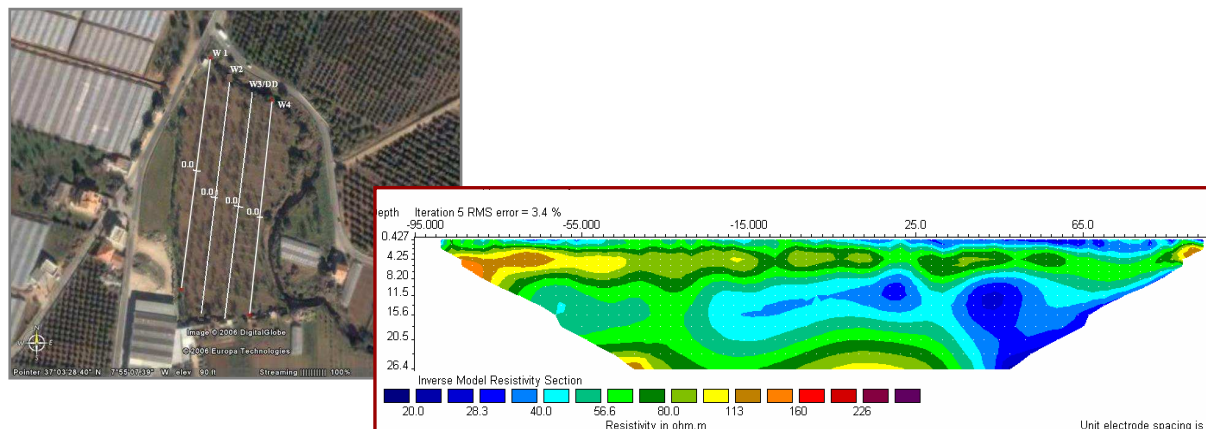 W 1
W2
W3/DD
W4
0.0
0.0
0.0
0.0
Image © 2006 DigitalGlobe
© 2006 Europa Technologies
N
W E
Pointer 37°03'28.40" N 7°55'07.39" W elev 90 ft Streaming |||||||||| 100%
epth Iteration 5 RMS error = 3.4 %
-95.000 -55.000 -15.000 25.0 65.0
0.427
4.25
8.20
11.5
15.6
20.5
26.4
Inverse Model Resistivity Section
20.0 28.3 40.0 56.6 80.0 113 160 226
Resistivity in ohm.m Unit electrode spacing is